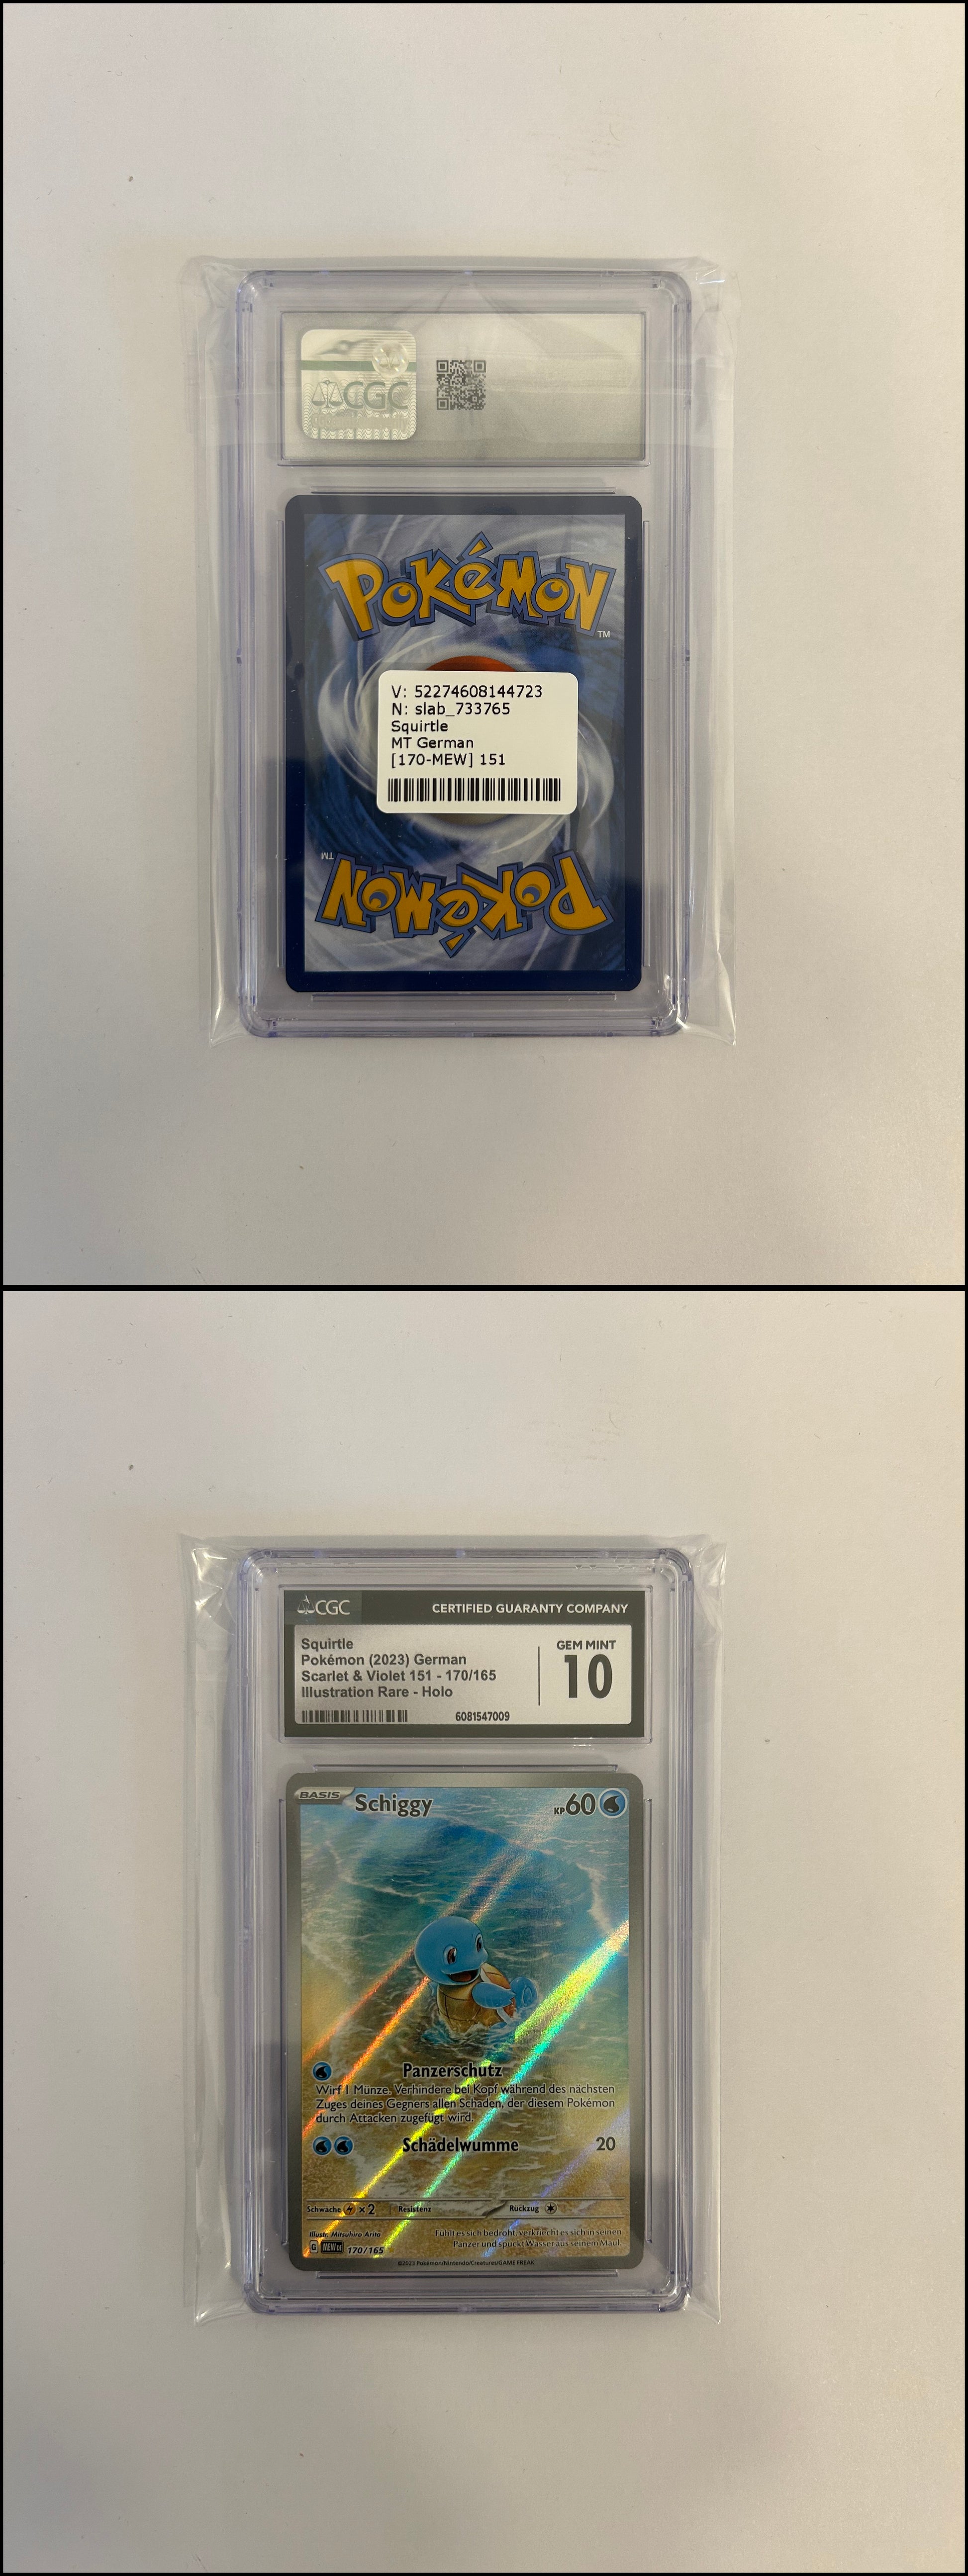 CGC
POKéMON
TM
V: 52274608144723
N: slab_733765
Squirtle
MT German
[170-MEW] 151
POKéMON
TM
CGC
CERTIFIED GUARANTY COMPANY
Squirtle
Pokémon (2023) German
Scarlet & Violet 151 - 170/165
Illustration Rare - Holo
GEM MINT
10
6081547009
BASIS
Schiggy
KP60
Panzerschutz
Wirf 1 Münze. Verhindere bei Kopf während des nächsten
Zuges deines Gegners allen Schaden, der diesem Pokémon
durch Attacken zugefügt wird.
Schädelwumme 20
Schwäche ×2 Resistenz Rückzug
Illustr. Mitsuhiro Arita
G MEW DE 170/165
Fühlt es sich bedroht, verkriecht es sich in seinen
Panzer und spuckt Wasser aus seinem Maul.
©2023 Pokémon/Nintendo/Creatures/GAME FREAK